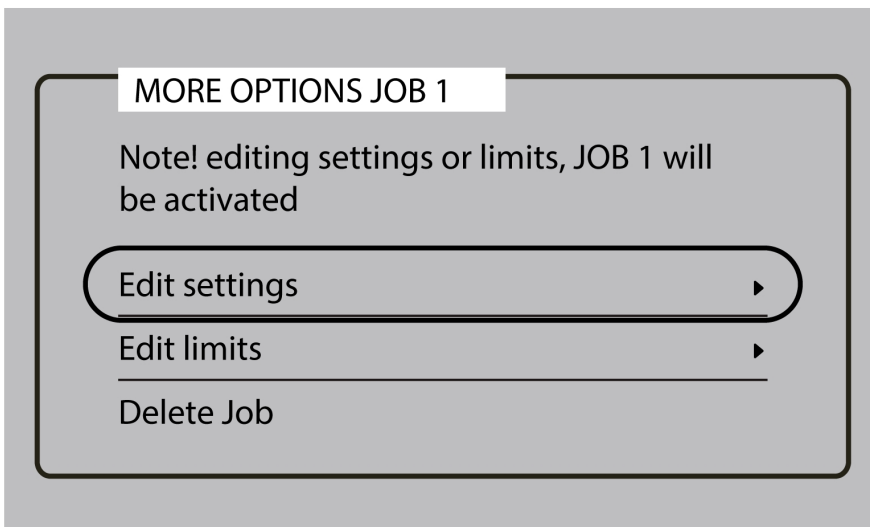 MORE OPTIONS JOB 1
Note! editing settings or limits, JOB 1 will
be activated
Edit settings
Edit limits
Delete Job